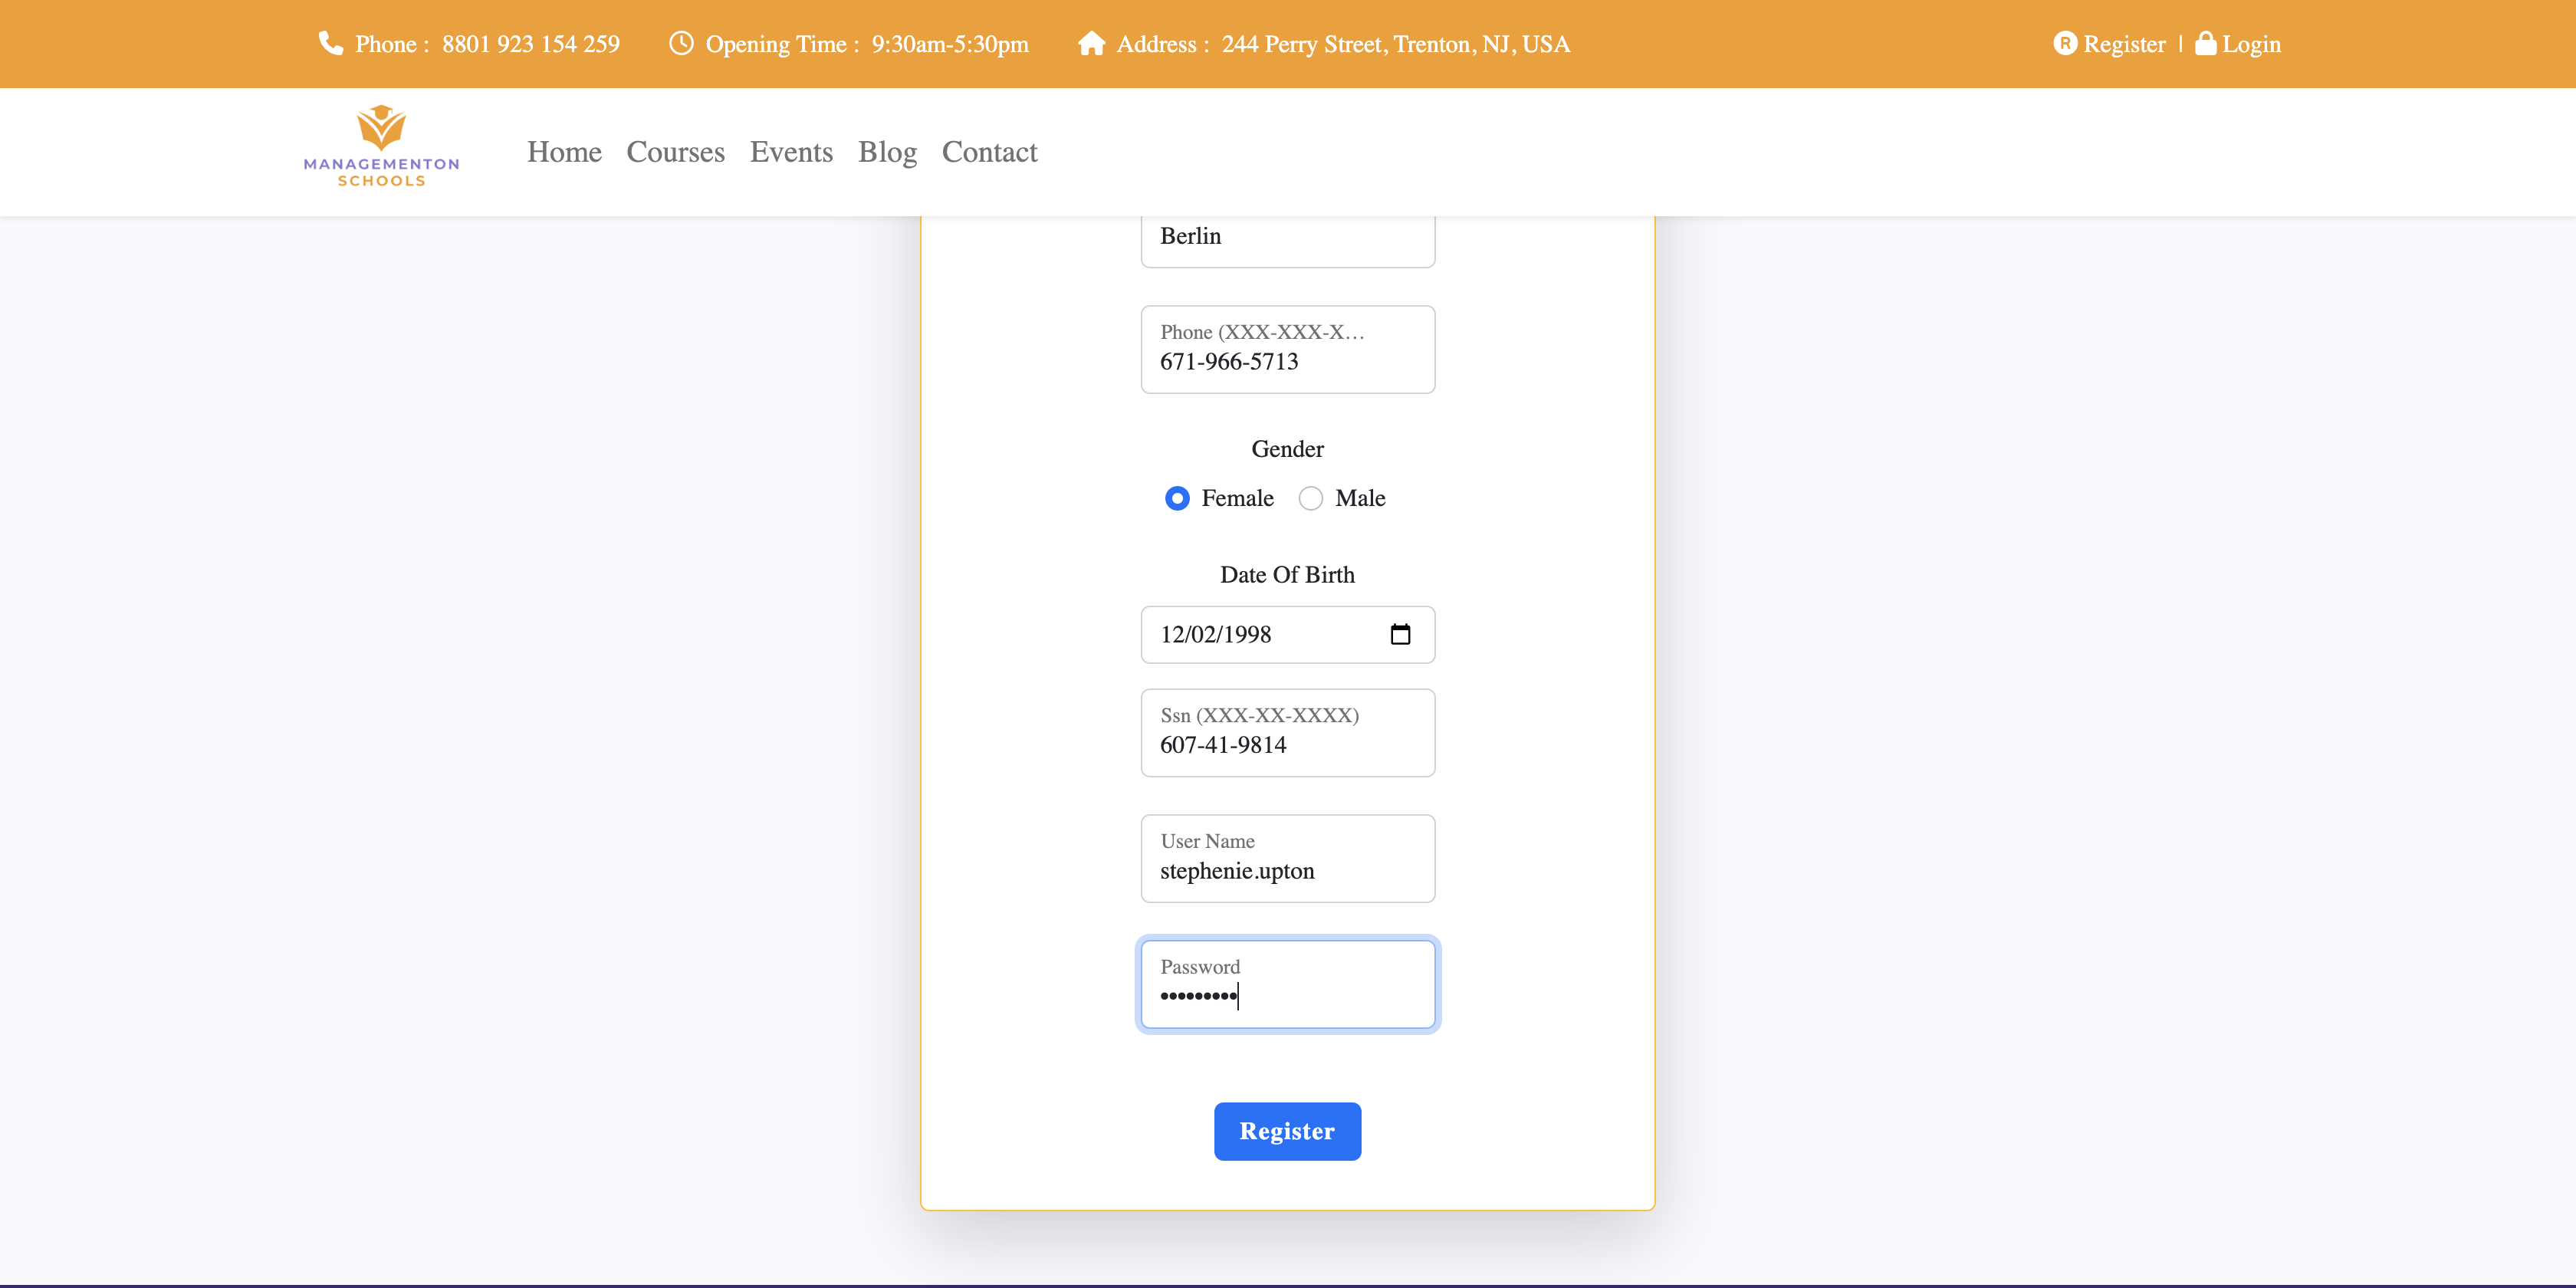 Phone : 8801 923 154 259 Opening Time : 9:30am-5:30pm Address : 244 Perry Street, Trenton, NJ, USA R Register | Login
MANAGEMENTON
SCHOOLS
Home Courses Events Blog Contact
Berlin
Phone (XXX-XXX-X…
671-966-5713
Gender
Female Male
Date Of Birth
12/02/1998
Ssn (XXX-XX-XXXX)
607-41-9814
User Name
stephenie.upton
Password
•••••••••
Register